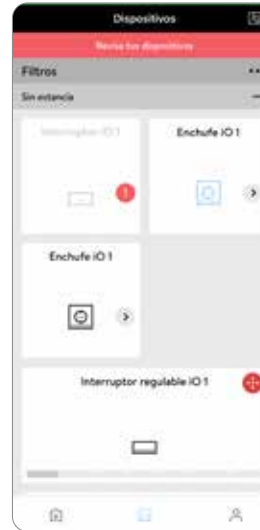 Dispositivos
Revisa tus dispositivos
Filtros
Sin estancia
Interruptor iO 1
Enchufe iO 1
Enchufe iO 1
Interruptor regulable iO 1